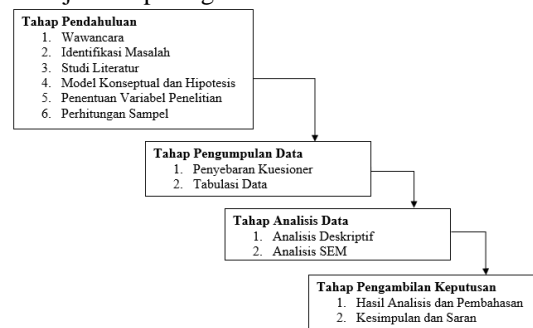 Tahap Pendahuluan
1. Wawancara
2. Identifikasi Masalah
3. Studi Literatur
4. Model Konseptual dan Hipotesis
5. Penentuan Variabel Penelitian
6. Perhitungan Sampel
Tahap Pengumpulan Data
1. Penyebaran Kuesioner
2. Tabulasi Data
Tahap Analisis Data
1. Analisis Deskriptif
2. Analisis SEM
Tahap Pengambilan Keputusan
1. Hasil Analisis dan Pembahasan
2. Kesimpulan dan Saran